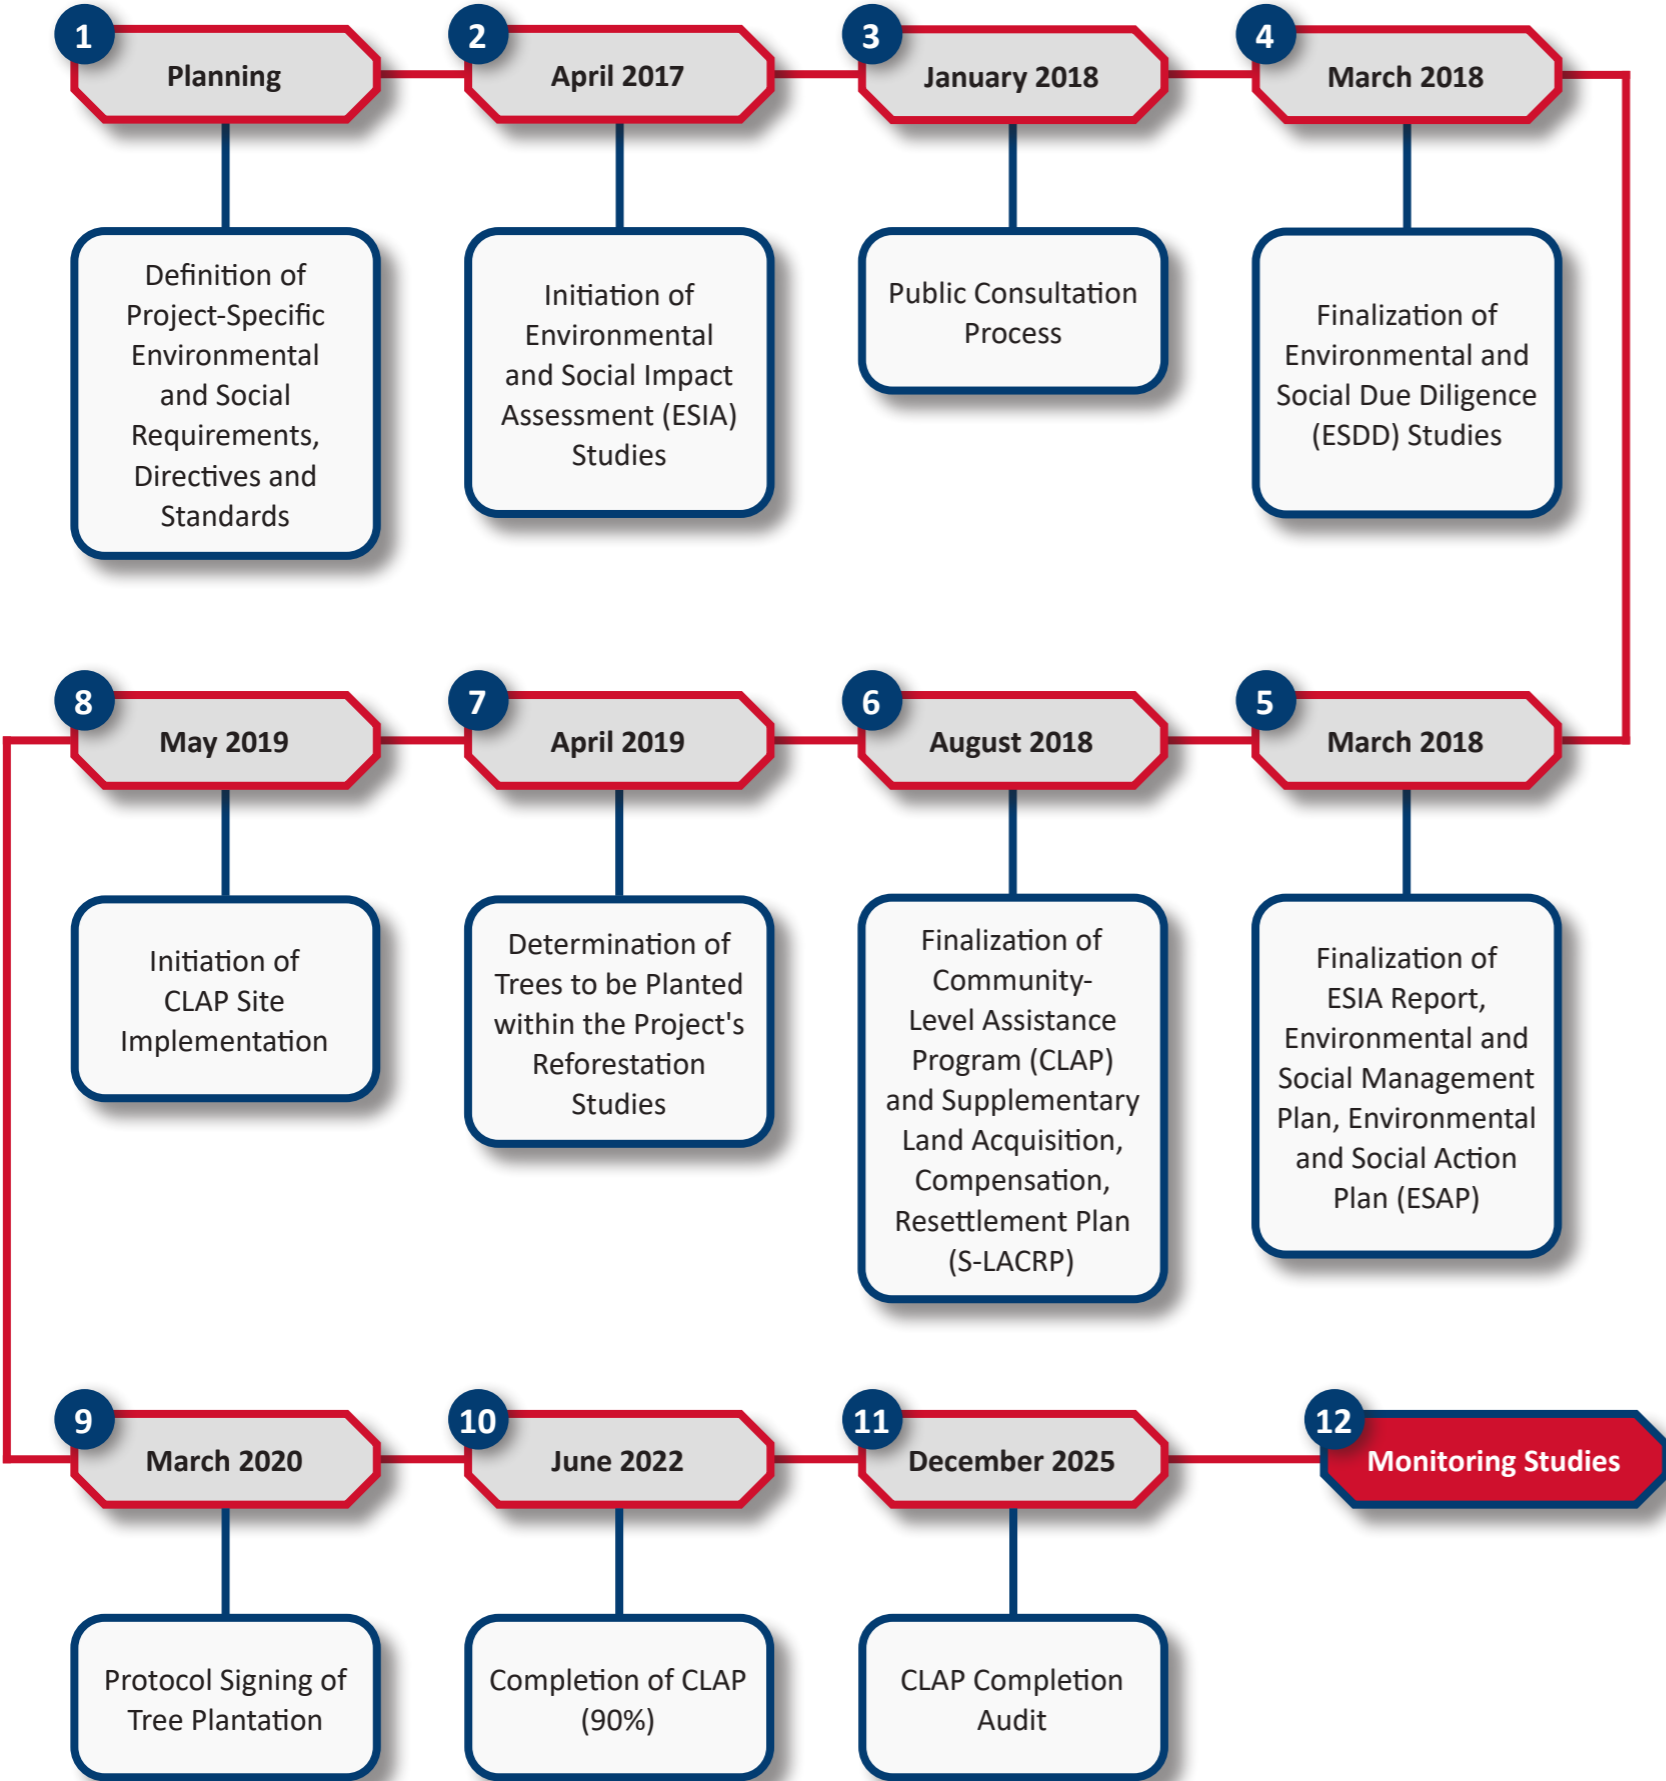 1
Planning
Definition of
Project-Specific
Environmental
and Social
Requirements,
Directives and
Standards
2
April 2017
Initiation of
Environmental
and Social Impact
Assessment (ESIA)
Studies
3
January 2018
Public Consultation
Process
4
March 2018
Finalization of
Environmental and
Social Due Diligence
(ESDD) Studies
5
March 2018
Finalization of
ESIA Report,
Environmental and
Social Management
Plan, Environmental
and Social Action
Plan (ESAP)
6
August 2018
Finalization of
Community-
Level Assistance
Program (CLAP)
and Supplementary
Land Acquisition,
Compensation,
Resettlement Plan
(S-LACRP)
7
April 2019
Determination of
Trees to be Planted
within the Project's
Reforestation
Studies
8
May 2019
Initiation of
CLAP Site
Implementation
9
March 2020
Protocol Signing of
Tree Plantation
10
June 2022
Completion of CLAP
(90%)
11
December 2025
CLAP Completion
Audit
12
Monitoring Studies